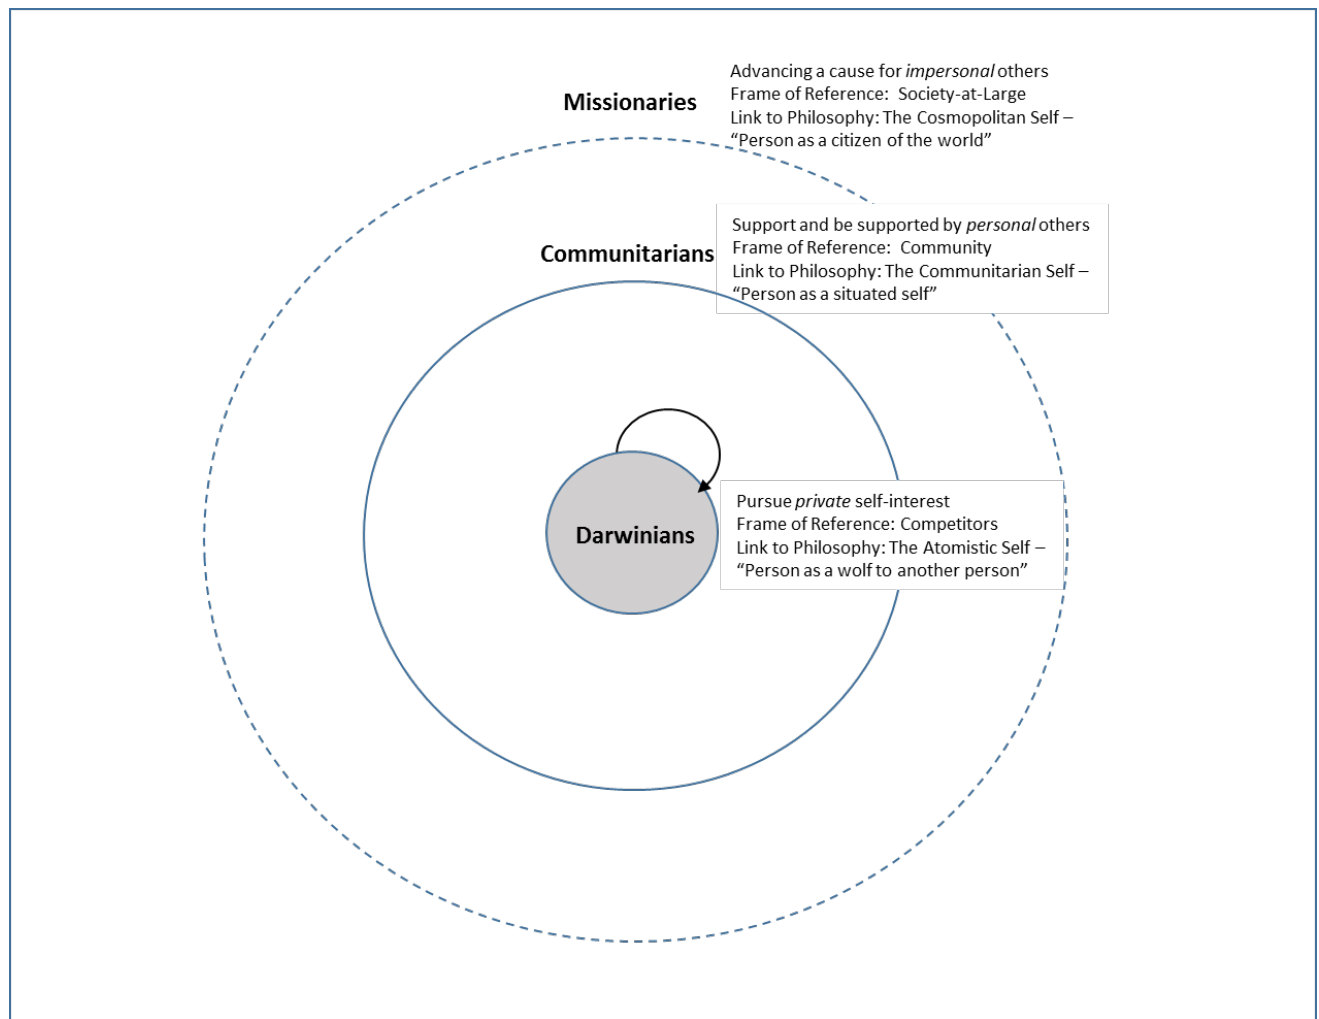 Missionaries
Advancing a cause for impersonal others
Frame of Reference:  Society-at-Large
Link to Philosophy: The Cosmopolitan Self –
“Person as a citizen of the world”
Communitarians
Support and be supported by personal others
Frame of Reference:  Community
Link to Philosophy: The Communitarian Self –
“Person as a situated self”
Darwinians
Pursue private self-interest
Frame of Reference: Competitors
Link to Philosophy: The Atomistic Self –
“Person as a wolf to another person”